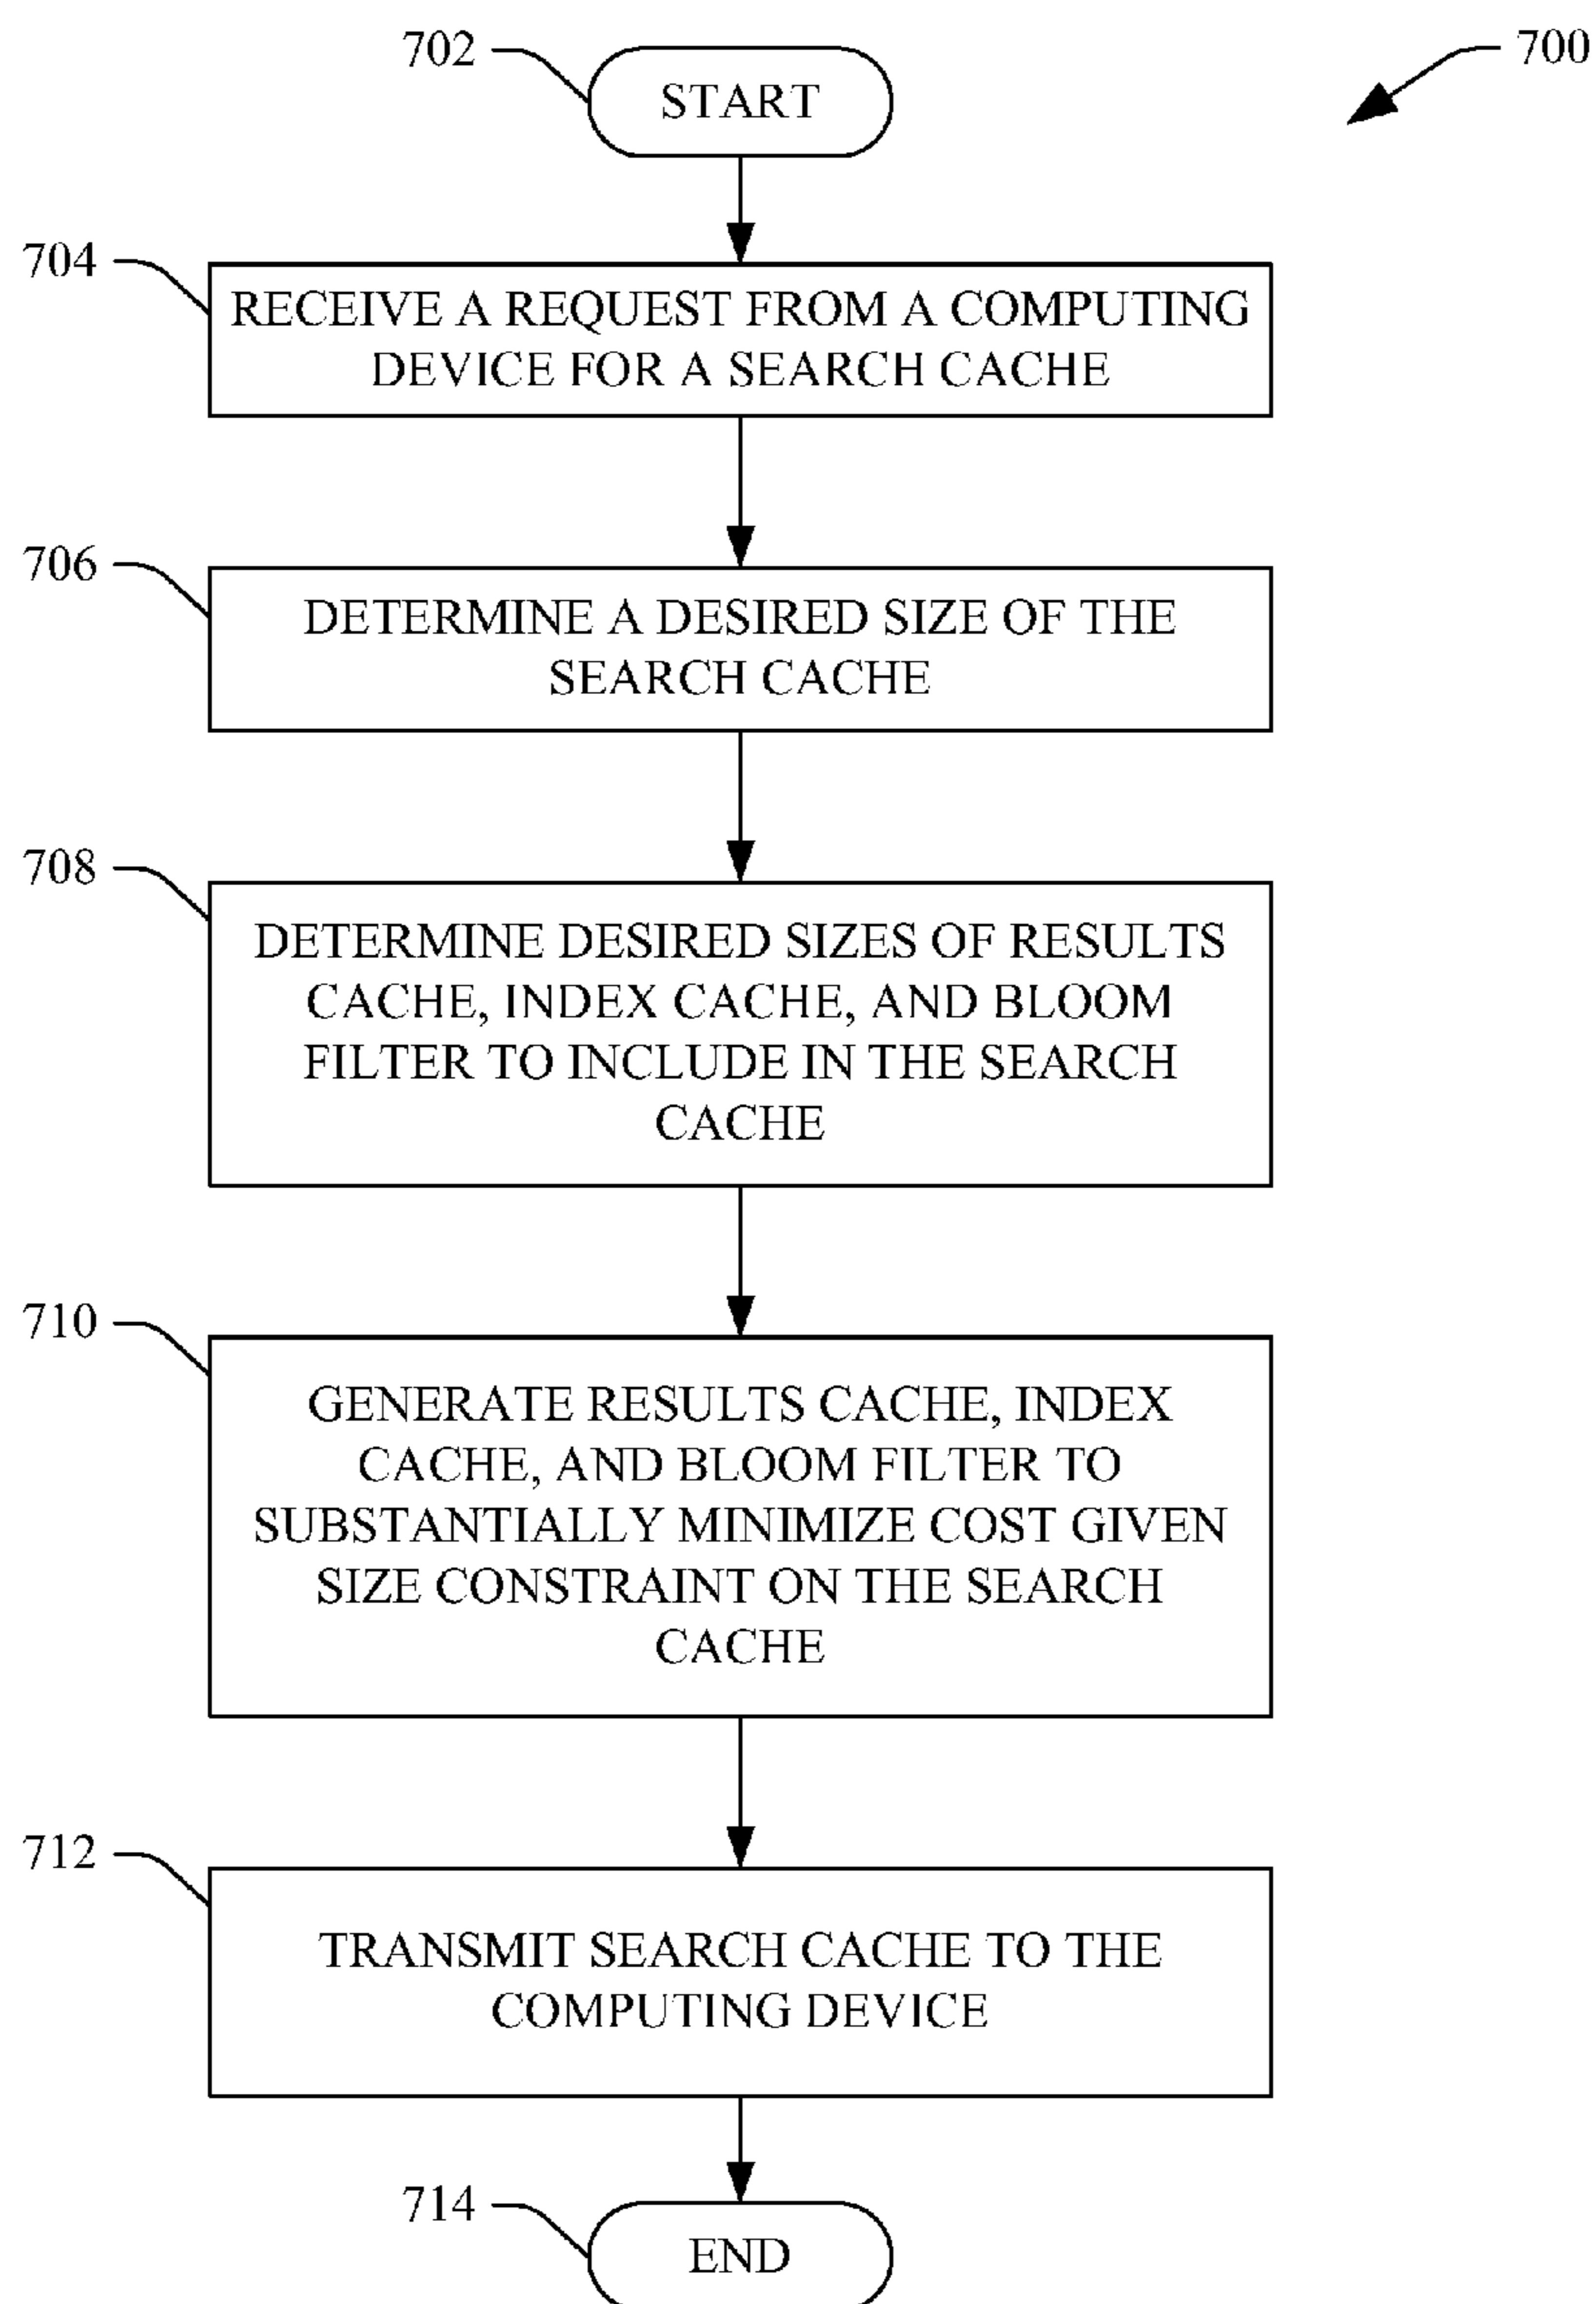 702
START
700
704
RECEIVE A REQUEST FROM A COMPUTING
DEVICE FOR A SEARCH CACHE
706
DETERMINE A DESIRED SIZE OF THE
SEARCH CACHE
708
DETERMINE DESIRED SIZES OF RESULTS
CACHE, INDEX CACHE, AND BLOOM
FILTER TO INCLUDE IN THE SEARCH
CACHE
710
GENERATE RESULTS CACHE, INDEX
CACHE, AND BLOOM FILTER TO
SUBSTANTIALLY MINIMIZE COST GIVEN
SIZE CONSTRAINT ON THE SEARCH
CACHE
712
TRANSMIT SEARCH CACHE TO THE
COMPUTING DEVICE
714
END